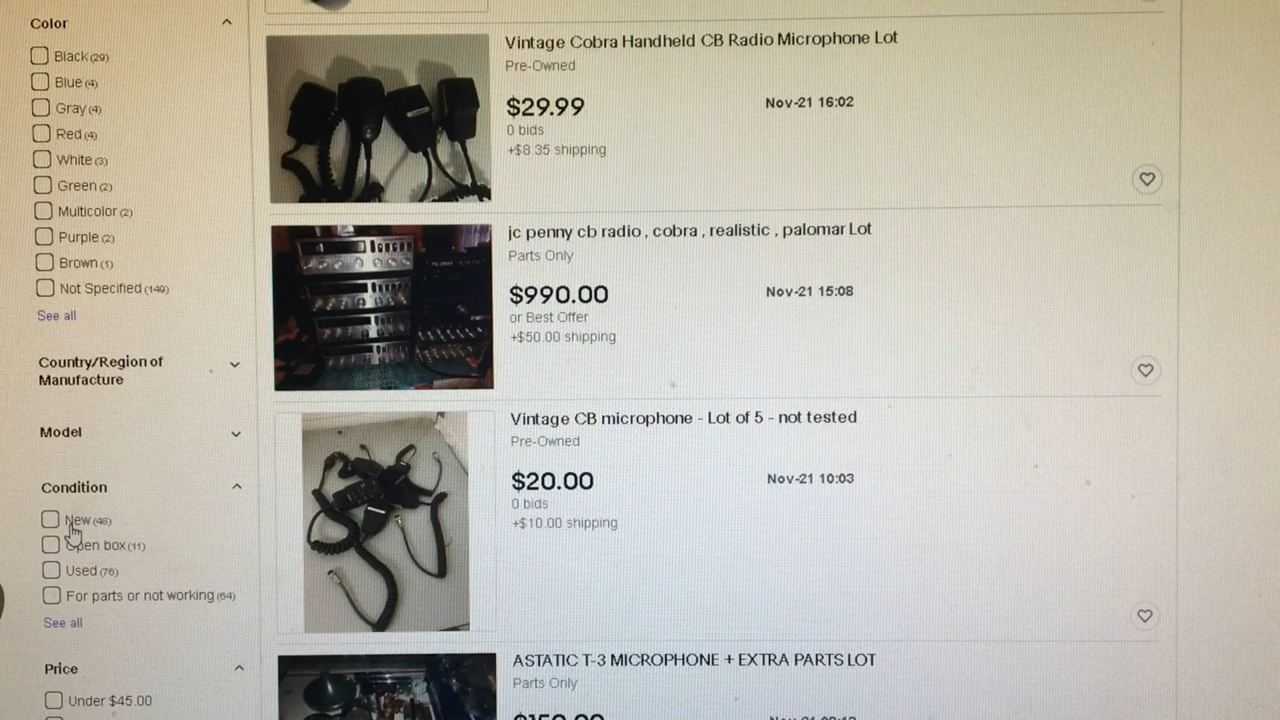 Color
Black (29)
Blue (4)
Gray (4)
Red (4)
White (3)
Green (2)
Multicolor (2)
Purple (2)
Brown (1)
Not Specified (149)
See all
Country/Region of
Manufacture
Model
Condition
New (48)
Open box (11)
Used (76)
For parts or not working (64)
See all
Price
Under $45.00
Vintage Cobra Handheld CB Radio Microphone Lot
Pre-Owned
$29.99
Nov-21 16:02
0 bids
+$8.35 shipping
jc penny cb radio , cobra , realistic , palomar Lot
Parts Only
$990.00
Nov-21 15:08
or Best Offer
+$50.00 shipping
Vintage CB microphone - Lot of 5 - not tested
Pre-Owned
$20.00
Nov-21 10:03
0 bids
+$10.00 shipping
ASTATIC T-3 MICROPHONE + EXTRA PARTS LOT
Parts Only